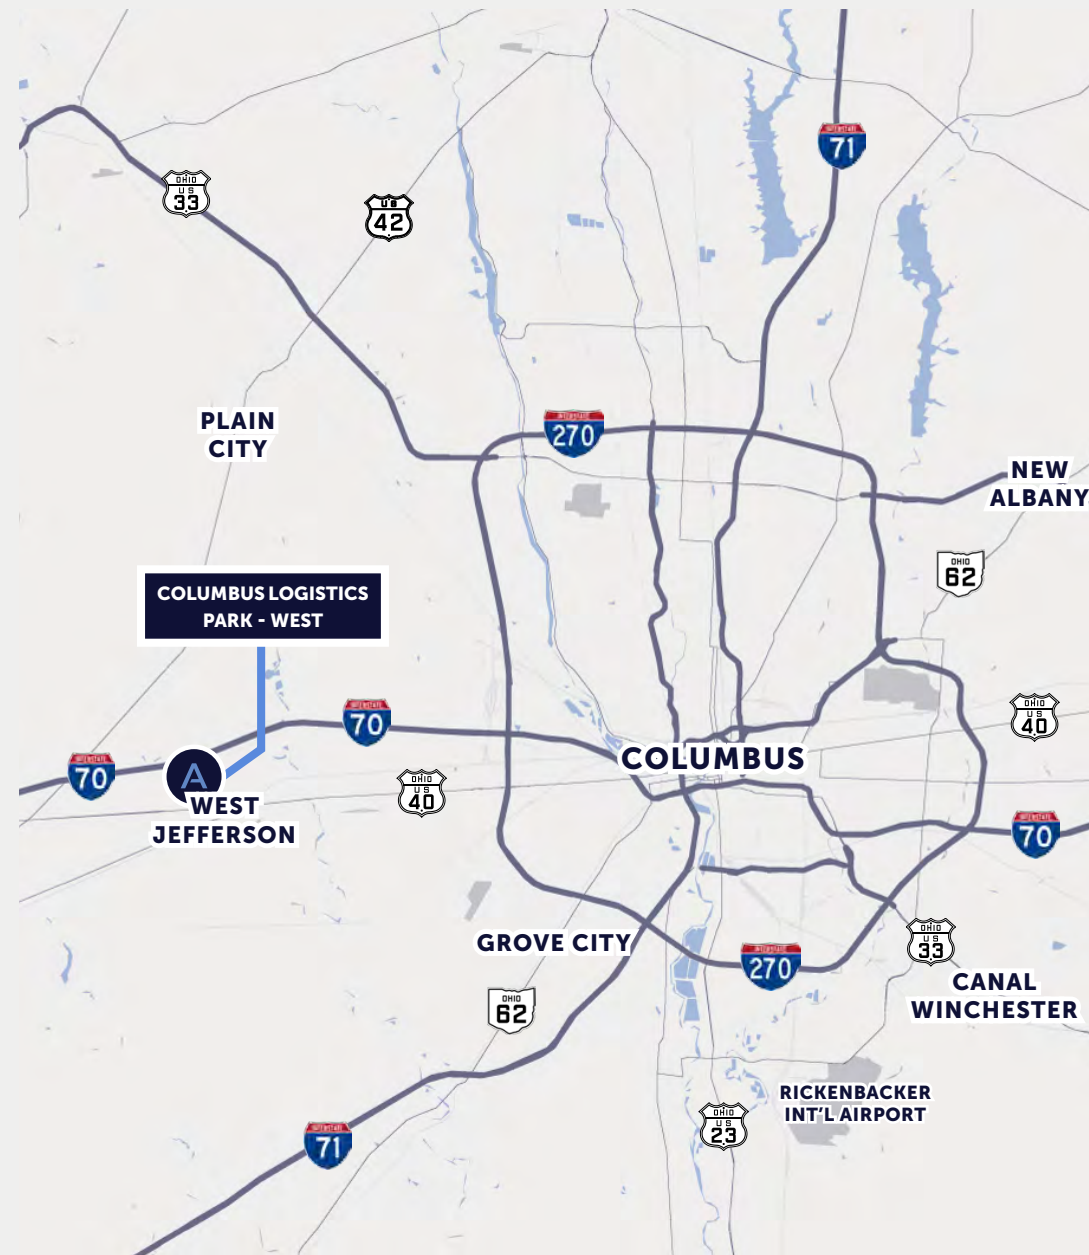 INTERSTATE
71
OHIO
US
33
US
42
PLAIN
CITY
INTERSTATE
270
NEW
ALBANY
OHIO
62
COLUMBUS LOGISTICS
PARK - WEST
INTERSTATE
70
OHIO
US
40
INTERSTATE
70
A
COLUMBUS
OHIO
US
40
WEST
JEFFERSON
INTERSTATE
70
GROVE CITY
INTERSTATE
270
OHIO
US
33
CANAL
WINCHESTER
OHIO
62
RICKENBACKER
INT'L AIRPORT
OHIO
US
23
INTERSTATE
71